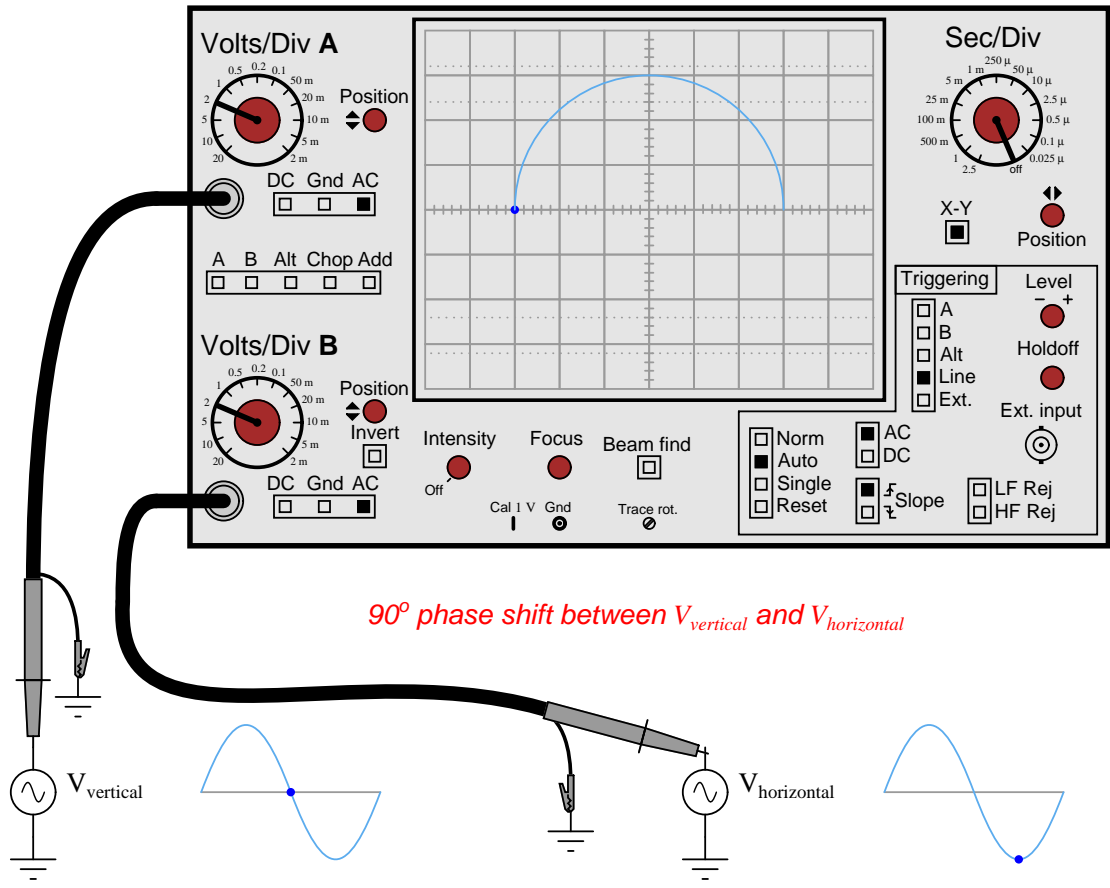 Volts/Div A
20 10 5 2 1 0.5 0.2 0.1 50 m 20 m 10 m 5 m 2 m
Position
DC Gnd AC
A B Alt Chop Add
Volts/Div B
20 10 5 2 1 0.5 0.2 0.1 50 m 20 m 10 m 5 m 2 m
Position
Invert
DC Gnd AC
Intensity
Off
Focus
Beam find
Cal 1 V Gnd
Trace rot.
Sec/Div
2.5 1 500 m 100 m 25 m 5 m 1 m 250 µ 50 µ 10 µ 2.5 µ 0.5 µ 0.1 µ 0.025 µ off
X-Y
Position
Triggering
A
B
Alt
Line
Ext.
Level
− +
Holdoff
Ext. input
Norm
Auto
Single
Reset
AC
DC
Slope
LF Rej
HF Rej
90o phase shift between Vvertical and Vhorizontal
Vvertical
Vhorizontal